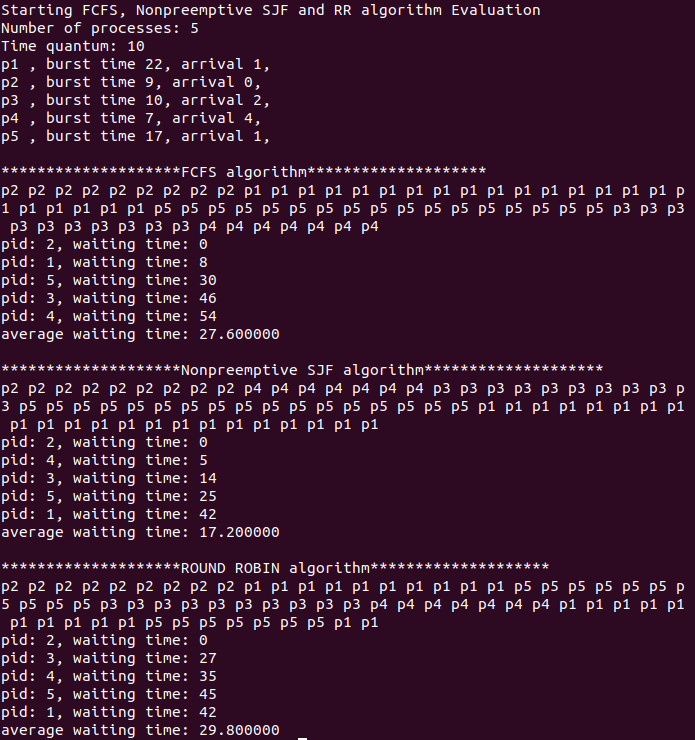 Starting FCFS, Nonpreemptive SJF and RR algorithm Evaluation
Number of processes: 5
Time quantum: 10
p1 , burst time 22, arrival 1,
p2 , burst time 9, arrival 0,
p3 , burst time 10, arrival 2,
p4 , burst time 7, arrival 4,
p5 , burst time 17, arrival 1,
********************FCFS algorithm********************
p2 p2 p2 p2 p2 p2 p2 p2 p2 p1 p1 p1 p1 p1 p1 p1 p1 p1 p1 p1 p1 p1 p1 p1 p1 p
1 p1 p1 p1 p1 p1 p5 p5 p5 p5 p5 p5 p5 p5 p5 p5 p5 p5 p5 p5 p5 p5 p5 p3 p3 p3
 p3 p3 p3 p3 p3 p3 p3 p4 p4 p4 p4 p4 p4 p4
pid: 2, waiting time: 0
pid: 1, waiting time: 8
pid: 5, waiting time: 30
pid: 3, waiting time: 46
pid: 4, waiting time: 54
average waiting time: 27.600000
********************Nonpreemptive SJF algorithm********************
p2 p2 p2 p2 p2 p2 p2 p2 p2 p4 p4 p4 p4 p4 p4 p4 p3 p3 p3 p3 p3 p3 p3 p3 p3 p
3 p5 p5 p5 p5 p5 p5 p5 p5 p5 p5 p5 p5 p5 p5 p5 p5 p5 p1 p1 p1 p1 p1 p1 p1 p1
 p1 p1 p1 p1 p1 p1 p1 p1 p1 p1 p1 p1 p1 p1
pid: 2, waiting time: 0
pid: 4, waiting time: 5
pid: 3, waiting time: 14
pid: 5, waiting time: 25
pid: 1, waiting time: 42
average waiting time: 17.200000
********************ROUND ROBIN algorithm********************
p2 p2 p2 p2 p2 p2 p2 p2 p2 p1 p1 p1 p1 p1 p1 p1 p1 p1 p1 p5 p5 p5 p5 p5 p5 p
5 p5 p5 p5 p3 p3 p3 p3 p3 p3 p3 p3 p3 p3 p4 p4 p4 p4 p4 p4 p4 p1 p1 p1 p1 p1
 p1 p1 p1 p1 p1 p5 p5 p5 p5 p5 p5 p5 p1 p1
pid: 2, waiting time: 0
pid: 3, waiting time: 27
pid: 4, waiting time: 35
pid: 5, waiting time: 45
pid: 1, waiting time: 42
average waiting time: 29.800000